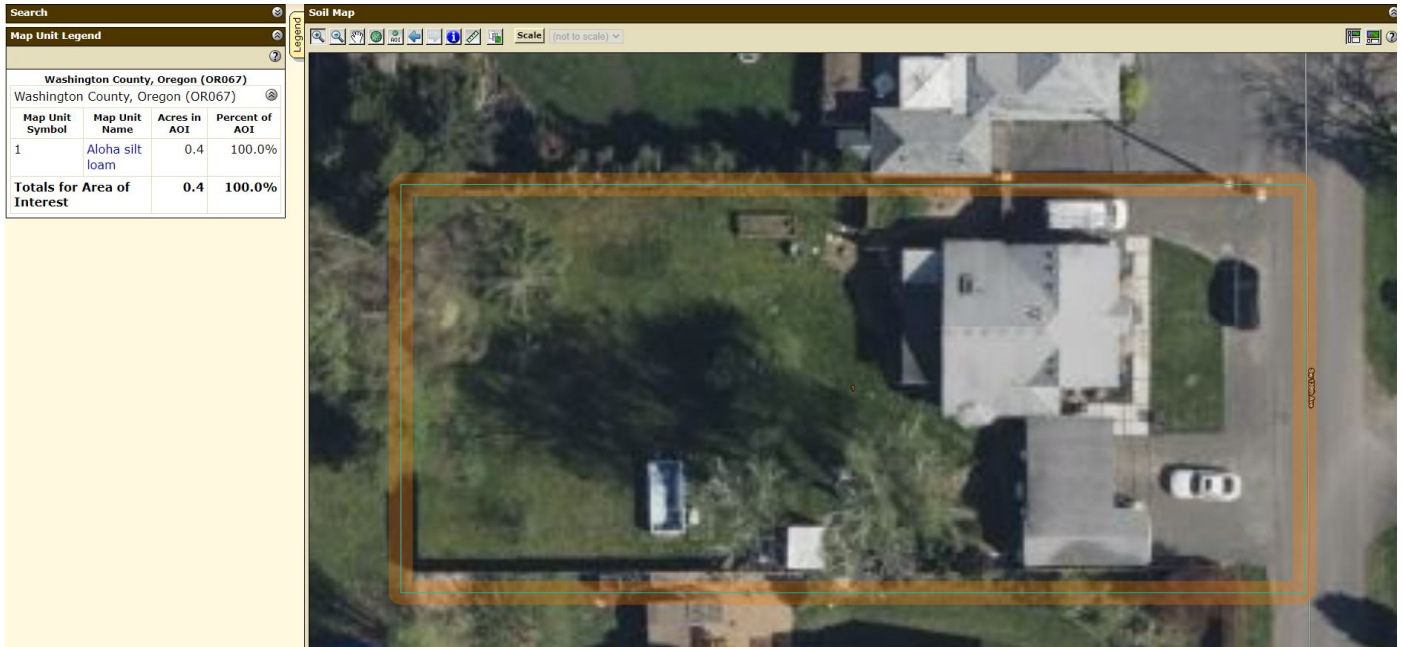 Search
Map Unit Legend
Washington County, Oregon (OR067)
Washington County, Oregon (OR067)
Map Unit Symbol Map Unit Name Acres in AOI Percent of AOI
1 Aloha silt loam 0.4 100.0%
Totals for Area of Interest 0.4 100.0%
Legend
Soil Map
AOI
Scale (not to scale)
1